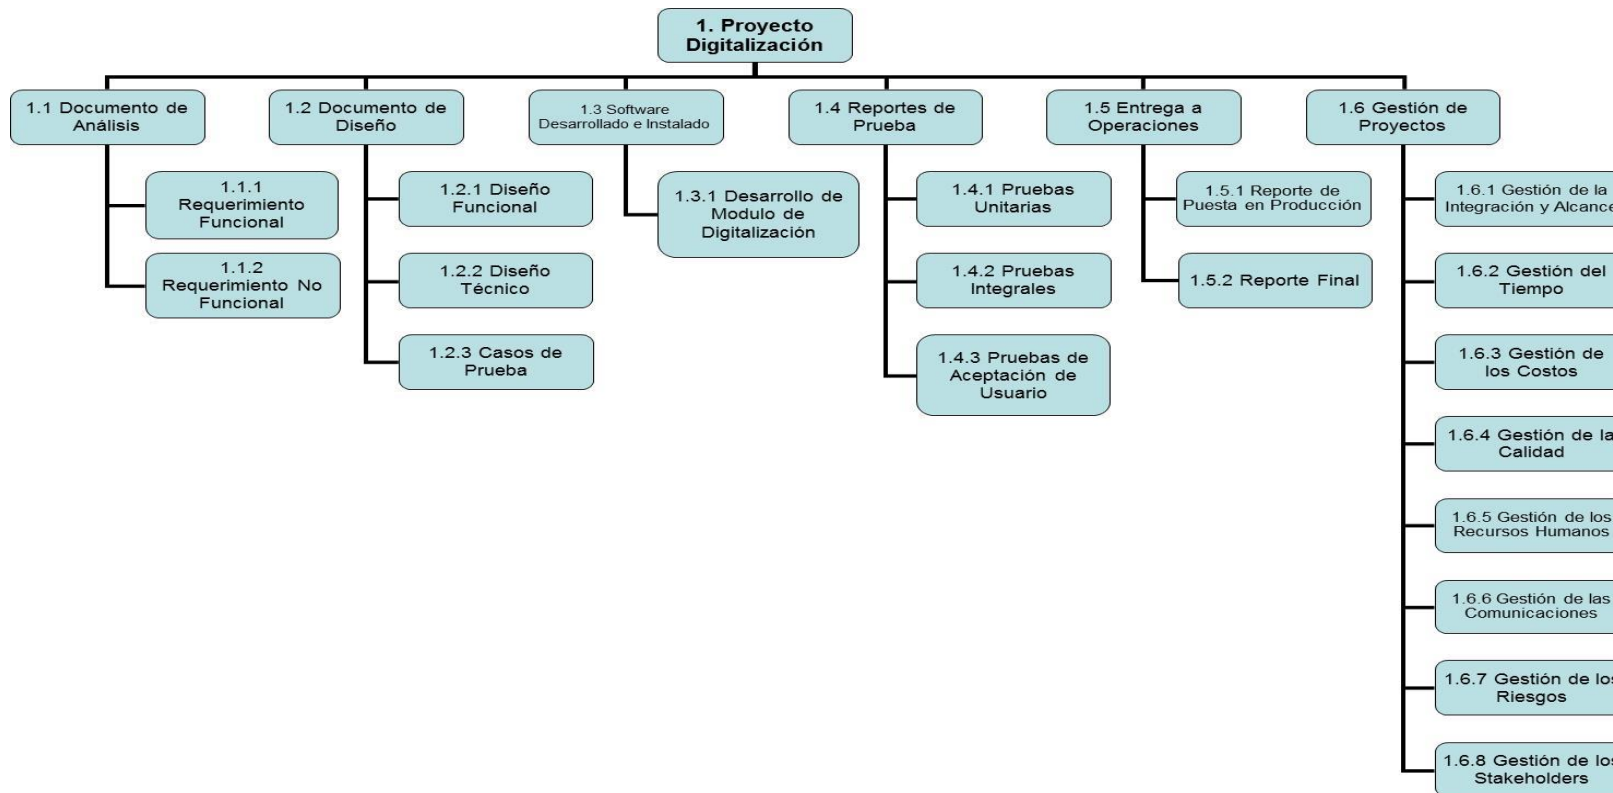 1. Proyecto
Digitalización
1.1 Documento de
Análisis
1.1.1
Requerimiento
Funcional
1.1.2
Requerimiento No
Funcional
1.2 Documento de
Diseño
1.2.1 Diseño
Funcional
1.2.2 Diseño
Técnico
1.2.3 Casos de
Prueba
1.3 Software
Desarrollado e Instalado
1.3.1 Desarrollo de
Modulo de
Digitalización
1.4 Reportes de
Prueba
1.4.1 Pruebas
Unitarias
1.4.2 Pruebas
Integrales
1.4.3 Pruebas de
Aceptación de
Usuario
1.5 Entrega a
Operaciones
1.5.1 Reporte de
Puesta en Producción
1.5.2 Reporte Final
1.6 Gestión de
Proyectos
1.6.1 Gestión de la
Integración y Alcance
1.6.2 Gestión del
Tiempo
1.6.3 Gestión de
los Costos
1.6.4 Gestión de la
Calidad
1.6.5 Gestión de los
Recursos Humanos
1.6.6 Gestión de las
Comunicaciones
1.6.7 Gestión de los
Riesgos
1.6.8 Gestión de los
Stakeholders